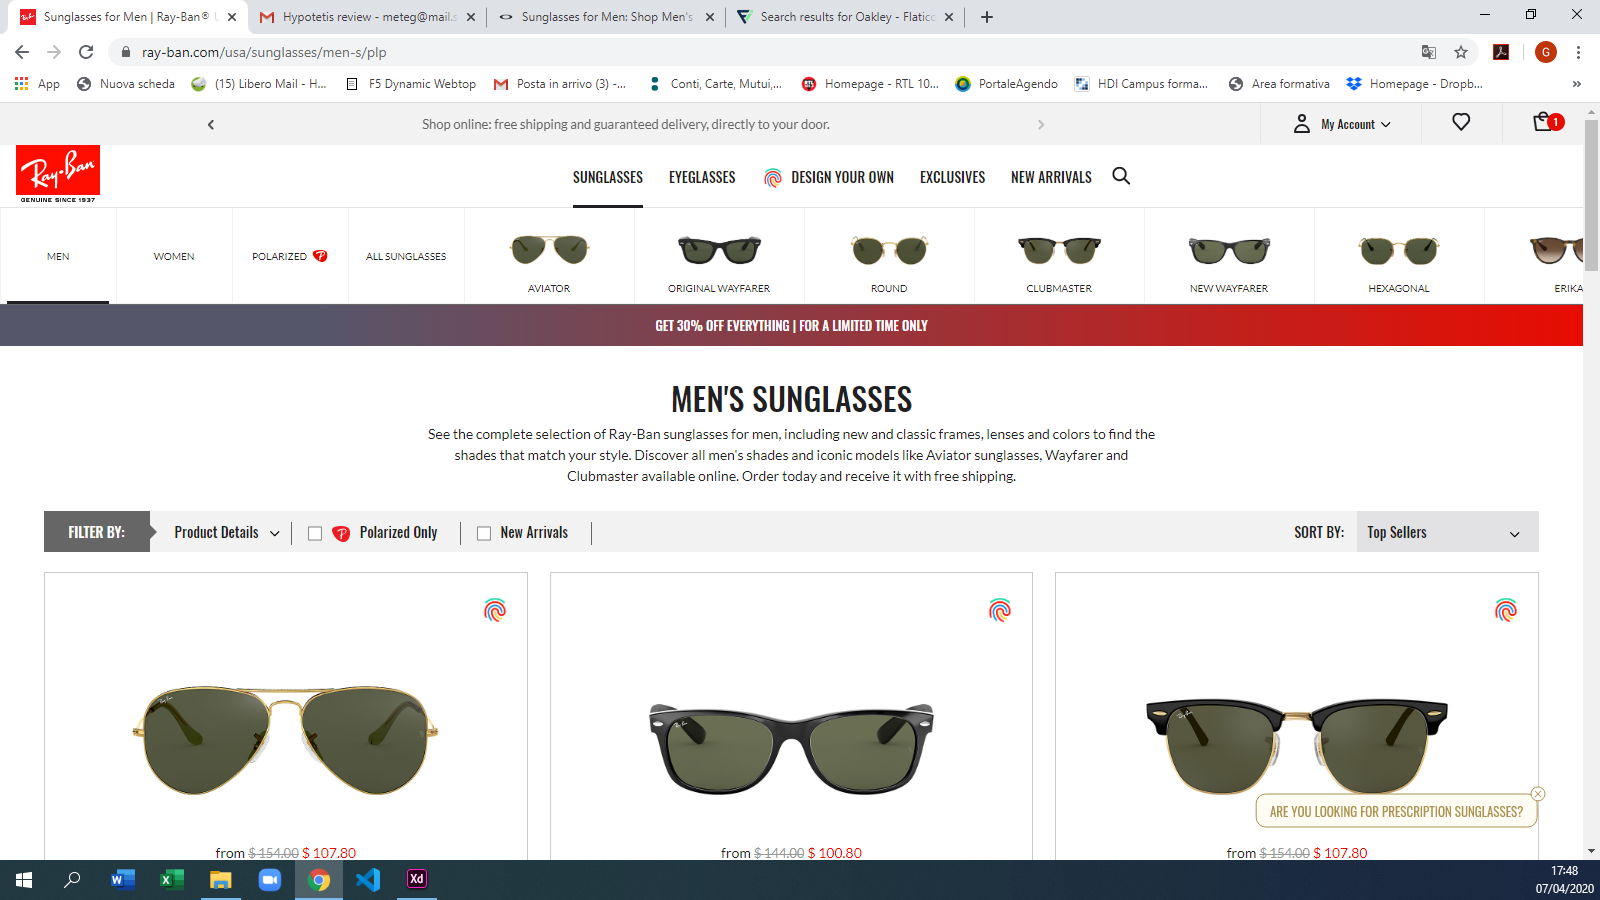 Sunglasses for Men | Ray-Ban®
Hypotetis review - meteg@mail.
Sunglasses for Men: Shop Men's
Search results for Oakley - Flatic
ray-ban.com/usa/sunglasses/men-s/plp
G
App
Nuova scheda
(15) Libero Mail - H...
F5 Dynamic Webtop
Posta in arrivo (3) -...
Conti, Carte, Mutui,...
Homepage - RTL 10...
PortaleAgendo
HDI Campus forma...
Area formativa
Homepage - Dropb...
»
Shop online: free shipping and guaranteed delivery, directly to your door.
My Account
1
Ray-Ban
GENUINE SINCE 1937
SUNGLASSES
EYEGLASSES
DESIGN YOUR OWN
EXCLUSIVES
NEW ARRIVALS
MEN
WOMEN
POLARIZED P
ALL SUNGLASSES
AVIATOR
ORIGINAL WAYFARER
ROUND
CLUBMASTER
NEW WAYFARER
HEXAGONAL
ERIKA
GET 30% OFF EVERYTHING | FOR A LIMITED TIME ONLY
MEN'S SUNGLASSES
See the complete selection of Ray-Ban sunglasses for men, including new and classic frames, lenses and colors to find the
shades that match your style. Discover all men's shades and iconic models like Aviator sunglasses, Wayfarer and
Clubmaster available online. Order today and receive it with free shipping.
FILTER BY:
Product Details
P Polarized Only
New Arrivals
SORT BY:
Top Sellers
Ray-Ban
Ray-Ban
Ray-Ban
ARE YOU LOOKING FOR PRESCRIPTION SUNGLASSES?
from $ 154.00 $ 107.80
from $ 144.00 $ 100.80
from $ 154.00 $ 107.80
W
X
Xd
17:48
07/04/2020